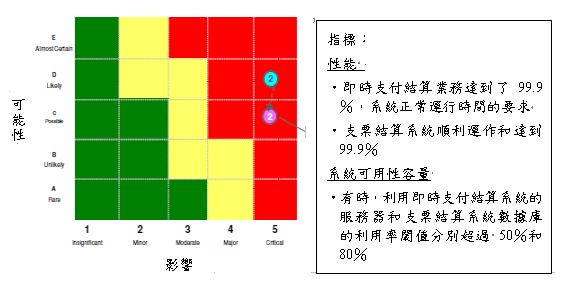 E
Almost Certain
D
Likely
C
Possible
B
Unlikely
A
Rare
可能性
2
2
1
2
3
4
5
Insignificant
Minor
Moderate
Major
Critical
影響
指標：
性能:
•即時支付結算業務達到了 99.9
%，系統正常運行時間的要求
•支票結算系統順利運作和達到
99.9%
系統可用性容量
•有時，利用即時支付結算系統的
服務器和支票結算系統數據庫
的利用率閾值分別超過 50%和
80%